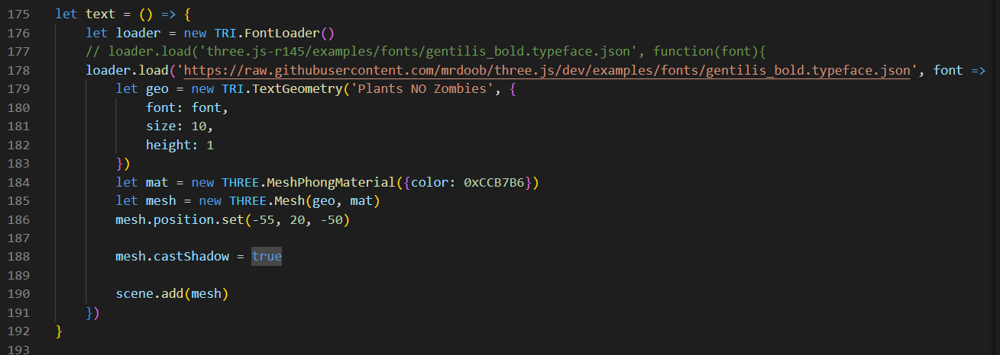 175 let text = () => {
176 let loader = new TRI.FontLoader()
177 // loader.load('three.js-r145/examples/fonts/gentilis_bold.typeface.json', function(font){
178 loader.load('https://raw.githubusercontent.com/mrdoob/three.js/dev/examples/fonts/gentilis_bold.typeface.json', font =>
179 let geo = new TRI.TextGeometry('Plants NO Zombies', {
180 font: font,
181 size: 10,
182 height: 1
183 })
184 let mat = new THREE.MeshPhongMaterial({color: 0xCCB7B6})
185 let mesh = new THREE.Mesh(geo, mat)
186 mesh.position.set(-55, 20, -50)
187
188 mesh.castShadow = true
189
190 scene.add(mesh)
191 })
192 }
193